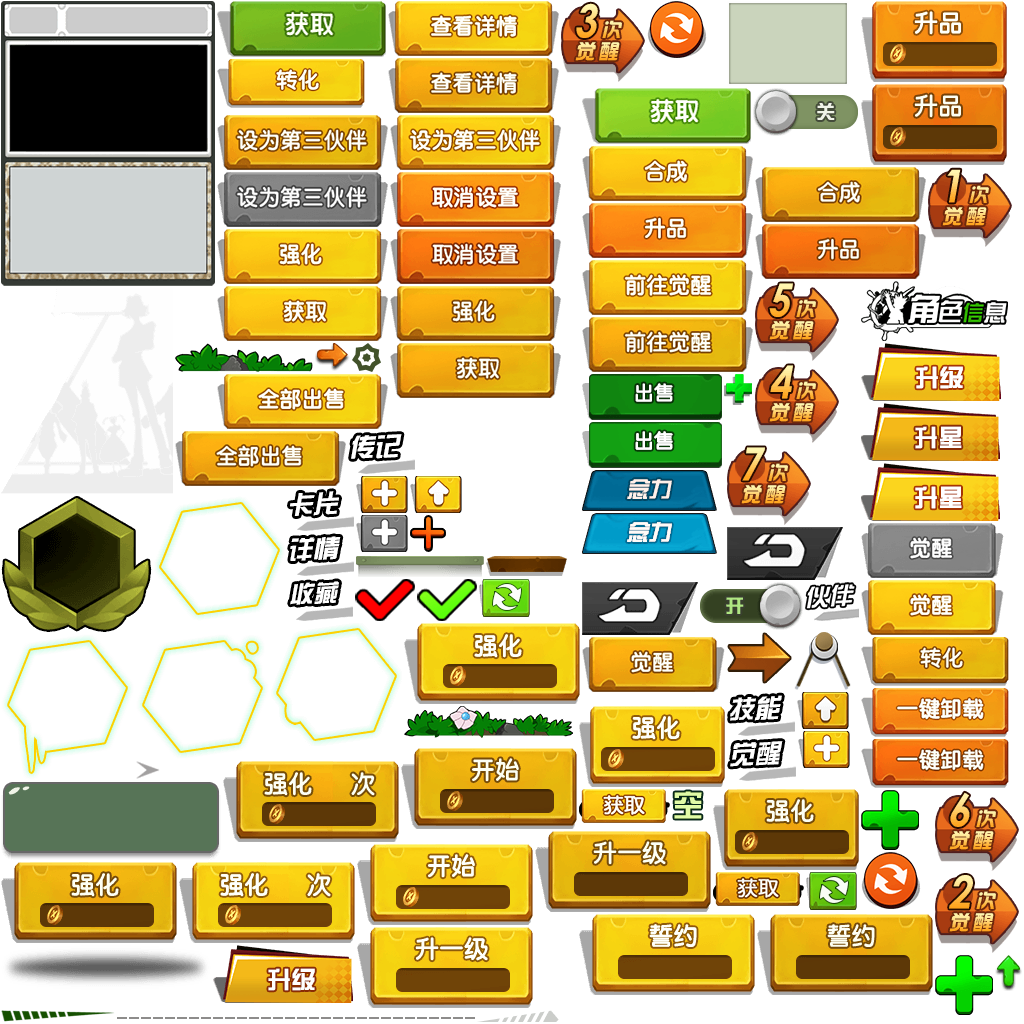 获取
查看详情
3次
觉醒
升品
转化
查看详情
获取
关
升品
设为第三伙伴
设为第三伙伴
合成
合成
1次
觉醒
设为第三伙伴
取消设置
升品
升品
强化
取消设置
前往觉醒
5次
觉醒
角色信息
获取
强化
前往觉醒
获取
升级
全部出售
出售
4次
觉醒
升星
全部出售
传记
出售
7次
觉醒
升星
卡片
念力
详情
念力
觉醒
收藏
开
伙伴
觉醒
强化
觉醒
转化
强化
技能
一键卸载
觉醒
一键卸载
强化 次
开始
获取
空
强化
6次
觉醒
强化
强化 次
开始
升一级
获取
2次
觉醒
升级
升一级
誓约
誓约